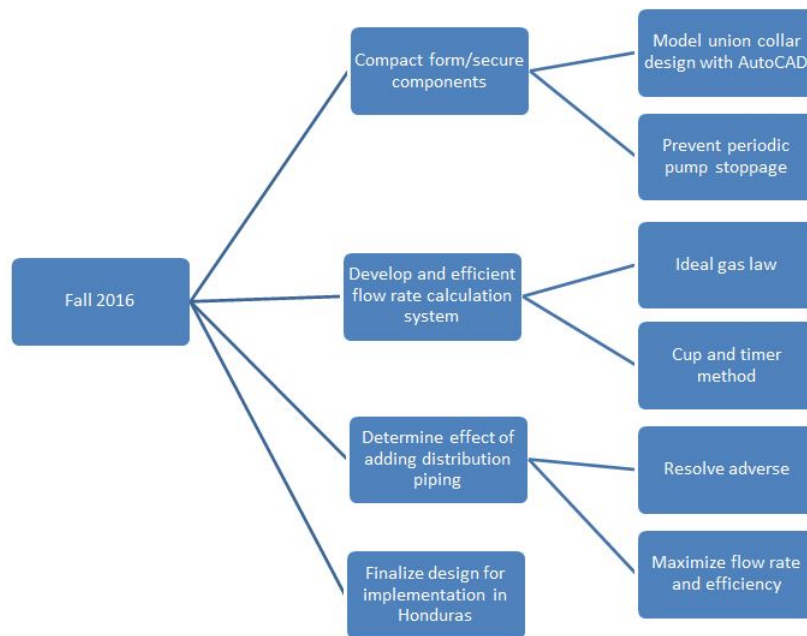 Compact form/secure
components
Model union collar
design with AutoCAD
Prevent periodic
pump stoppage
Fall 2016
Develop and efficient
flow rate calculation
system
Ideal gas law
Cup and timer
method
Determine effect of
adding distribution
piping
Resolve adverse
Maximize flow rate
and efficiency
Finalize design for
implementation in
Honduras